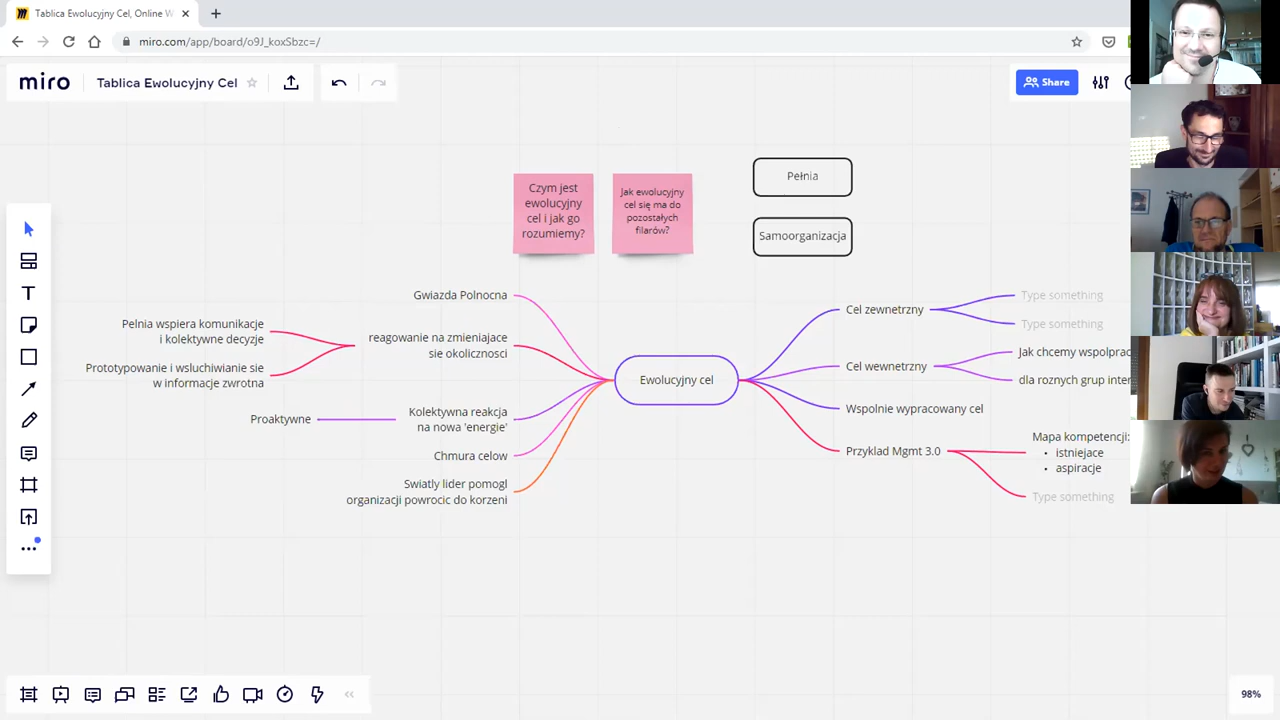 Tablica Ewolucyjny Cel, Online W
miro.com/app/board/o9J_koxSbzc=/
miro
Tablica Ewolucyjny Cel
Share
Czym jest
ewolucyjny
cel i jak go
rozumiemy?
Jak ewolucyjny
cel się ma do
pozostałych
filarów?
Pełnia
Samoorganizacja
Gwiazda Polnocna
Pelnia wspiera komunikacje
i kolektywne decyzje
Prototypowanie i wsluchiwianie sie
w informacje zwrotna
reagowanie na zmieniajace
sie okolicznosci
Proaktywne
Kolektywna reakcja
na nowa 'energie'
Chmura celow
Swiatly lider pomogl
organizacji powrocic do korzeni
Ewolucyjny cel
Cel zewnetrzny
Type something
Type something
Cel wewnetrzny
Jak chcemy wspolprac
dla roznych grup inter
Wspolnie wypracowany cel
Przyklad Mgmt 3.0
Mapa kompetencji:
• istniejace
• aspiracje
Type something
98%